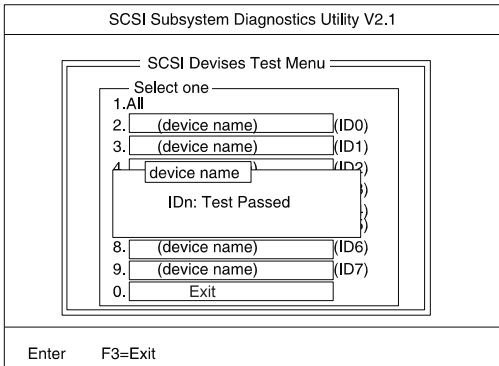 SCSI Subsystem Diagnostics Utility V2.1
SCSI Devises Test Menu
Select one
1.All
2. (device name) (ID0)
3. (device name) (ID1)
4. (ID2)
device name
IDn: Test Passed
8. (device name) (ID6)
9. (device name) (ID7)
0. Exit
Enter F3=Exit